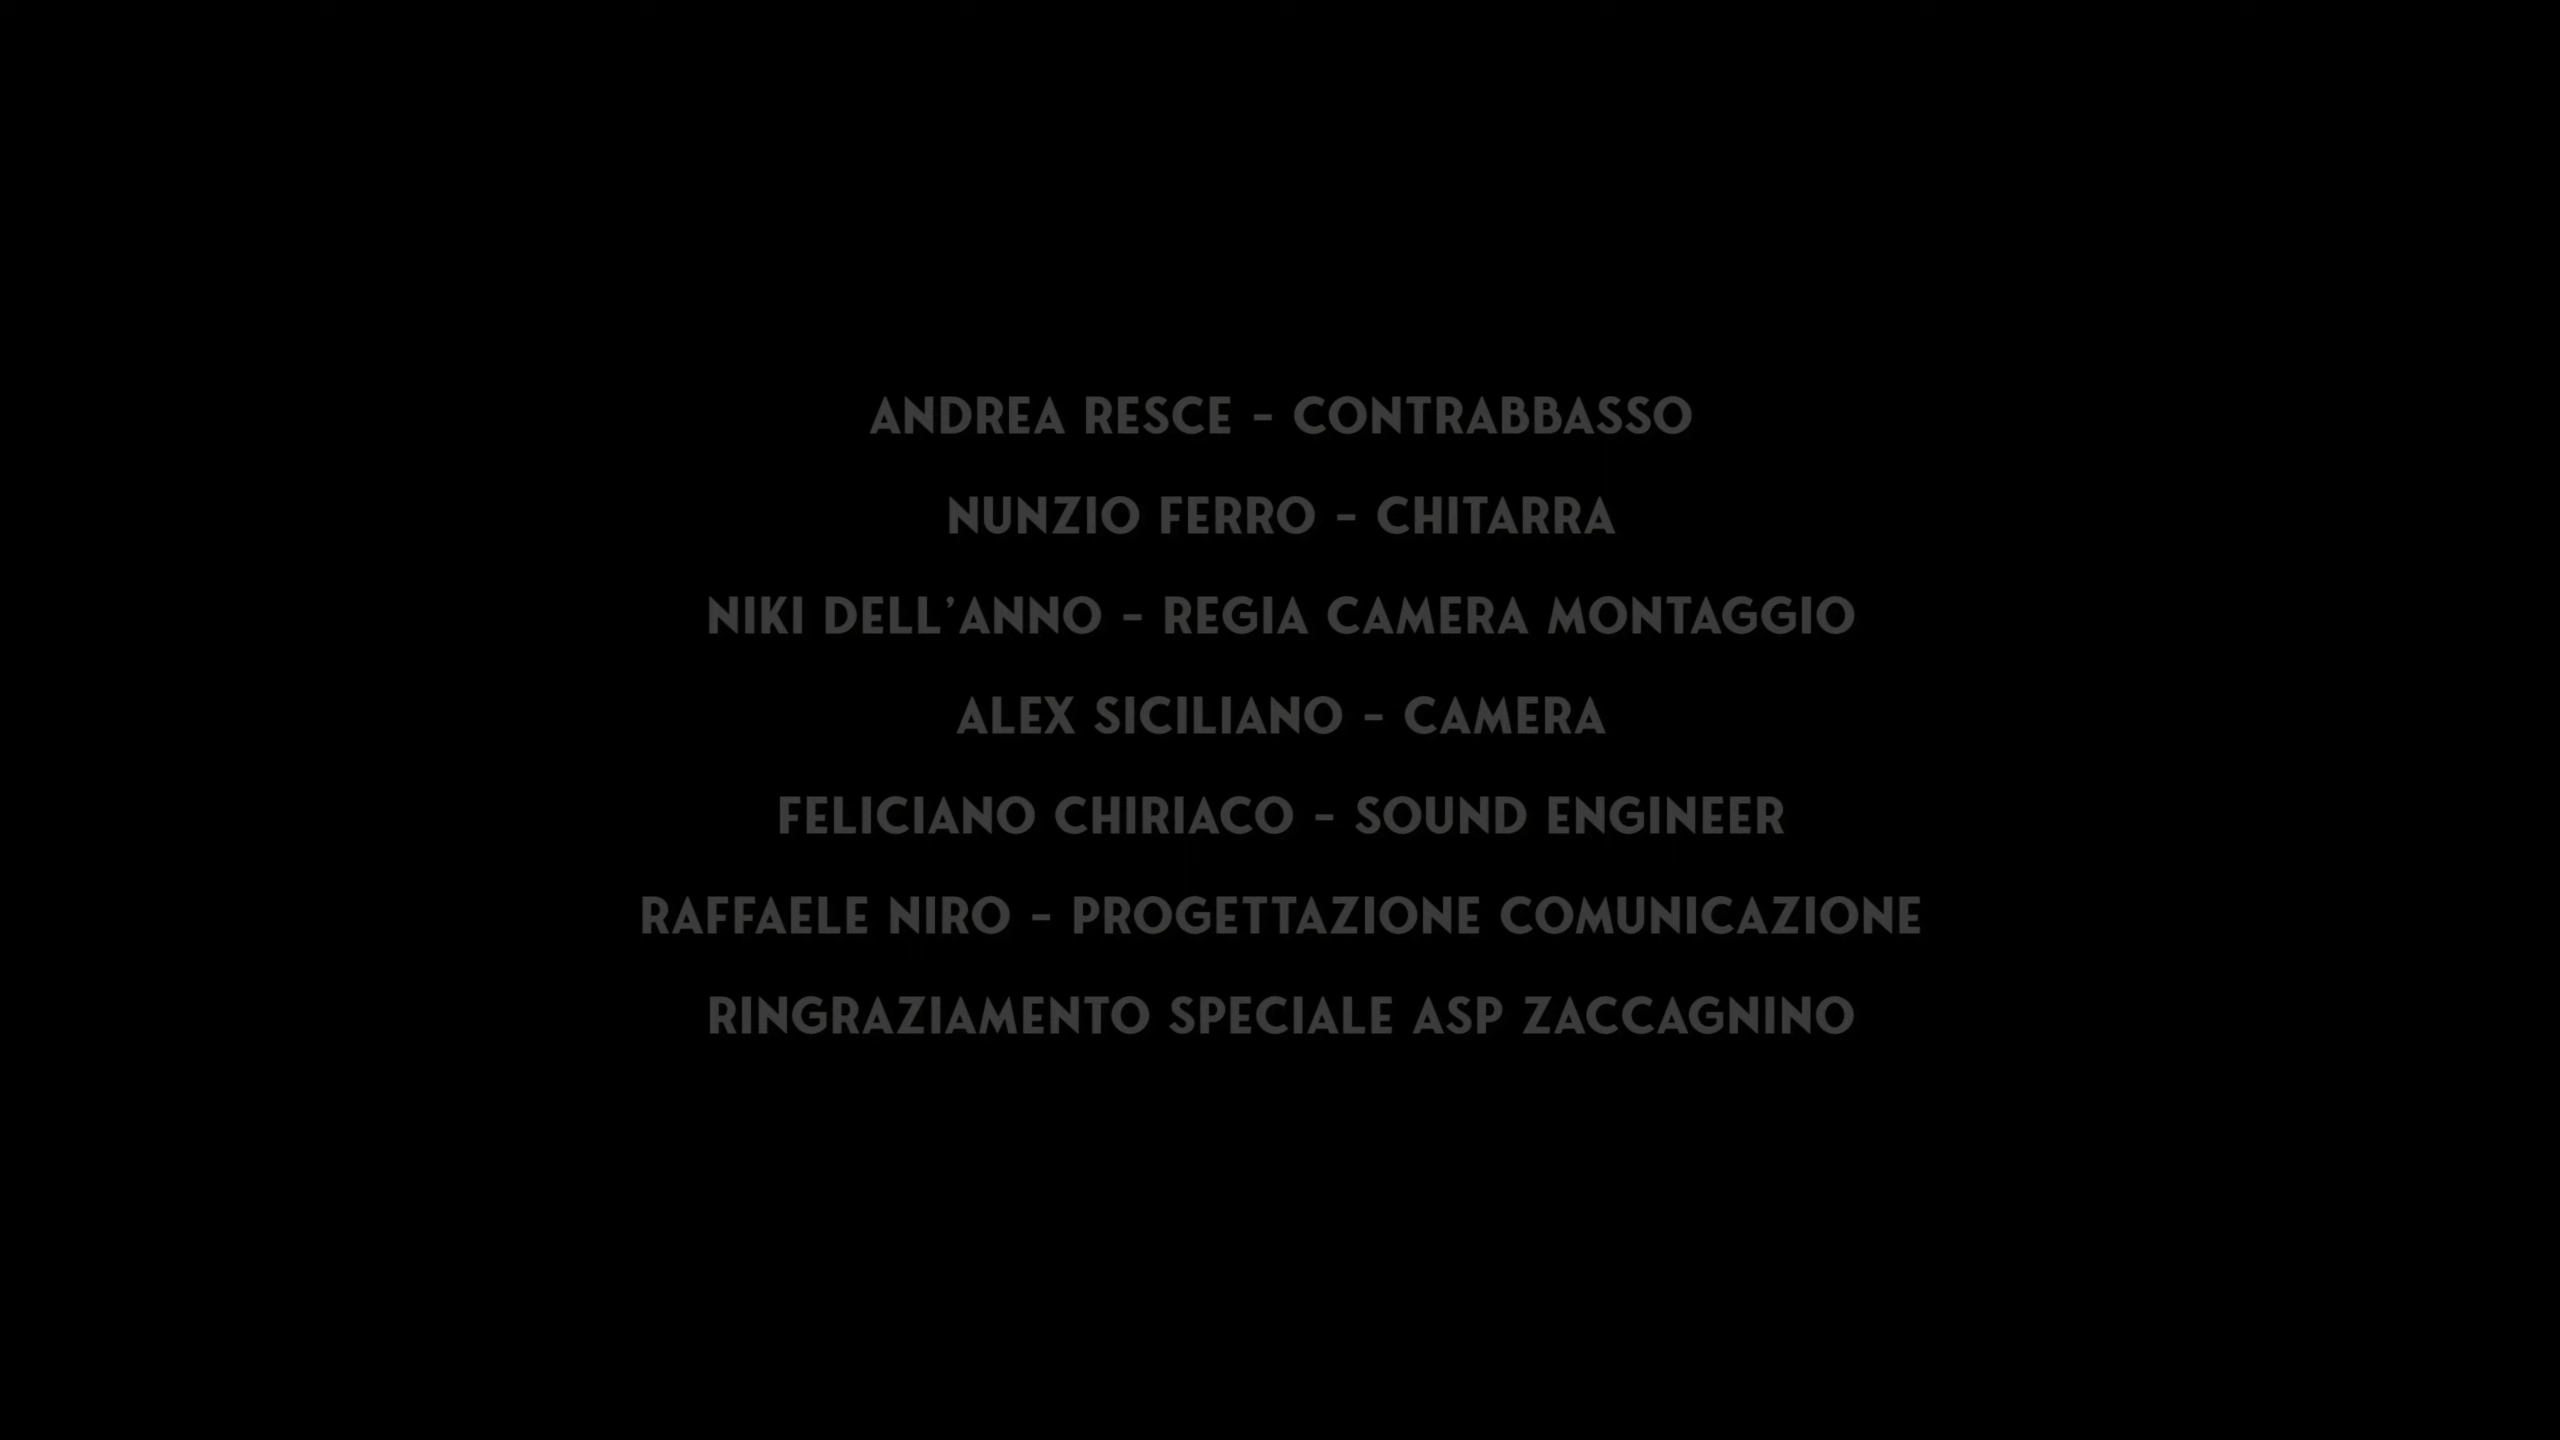 ANDREA RESCE - CONTRABBASSO
NUNZIO FERRO - CHITARRA
NIKI DELL'ANNO - REGIA CAMERA MONTAGGIO
ALEX SICILIANO - CAMERA
FELICIANO CHIRIACO - SOUND ENGINEER
RAFFAELE NIRO - PROGETTAZIONE COMUNICAZIONE
RINGRAZIAMENTO SPECIALE ASP ZACCAGNINO